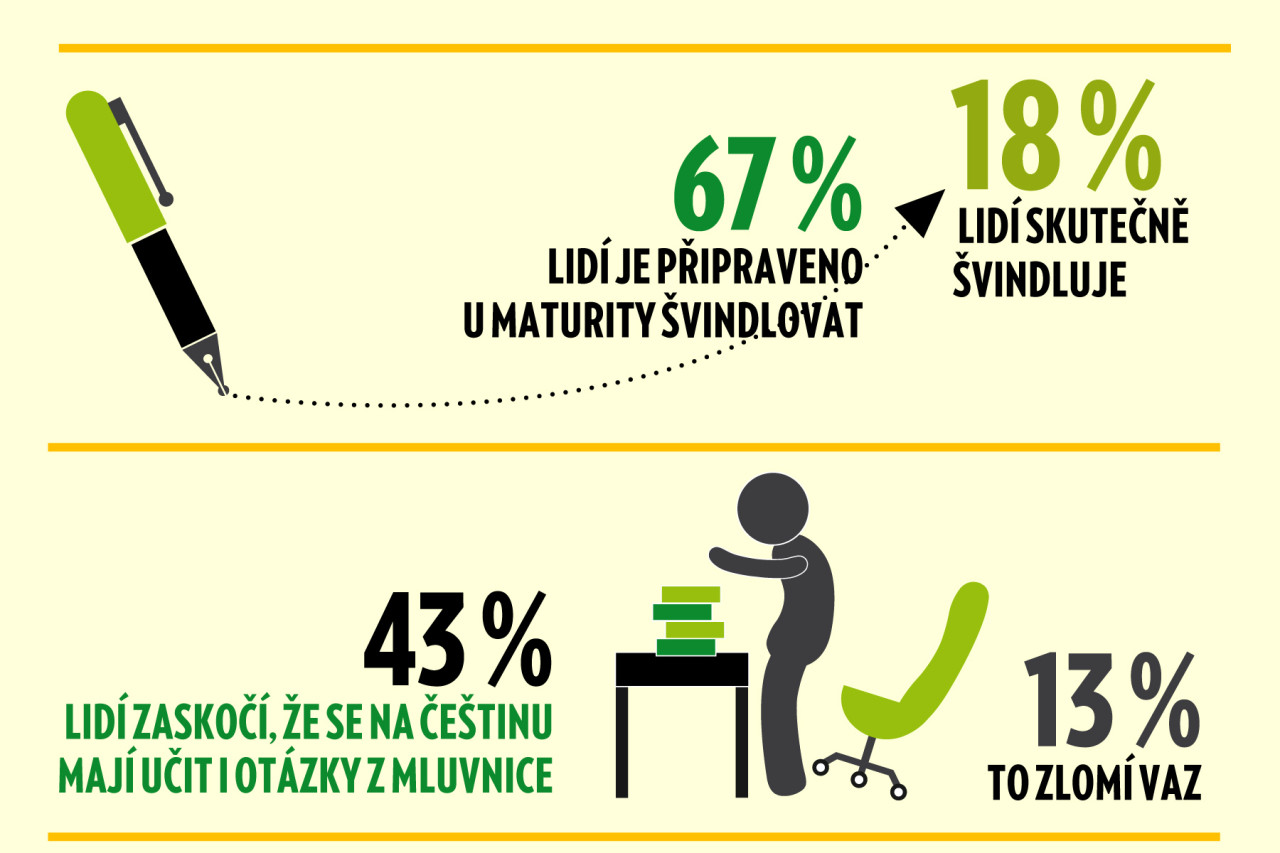 67 %
LIDÍ JE PŘIPRAVENO
U MATURITY ŠVINDLOVAT
18 %
LIDÍ SKUTEČNĚ
ŠVINDLUJE
43 %
LIDÍ ZASKOČÍ, ŽE SE NA ČEŠTINU
MAJÍ UČIT I OTÁZKY Z MLUVNICE
13 %
TO ZLOMÍ VAZ